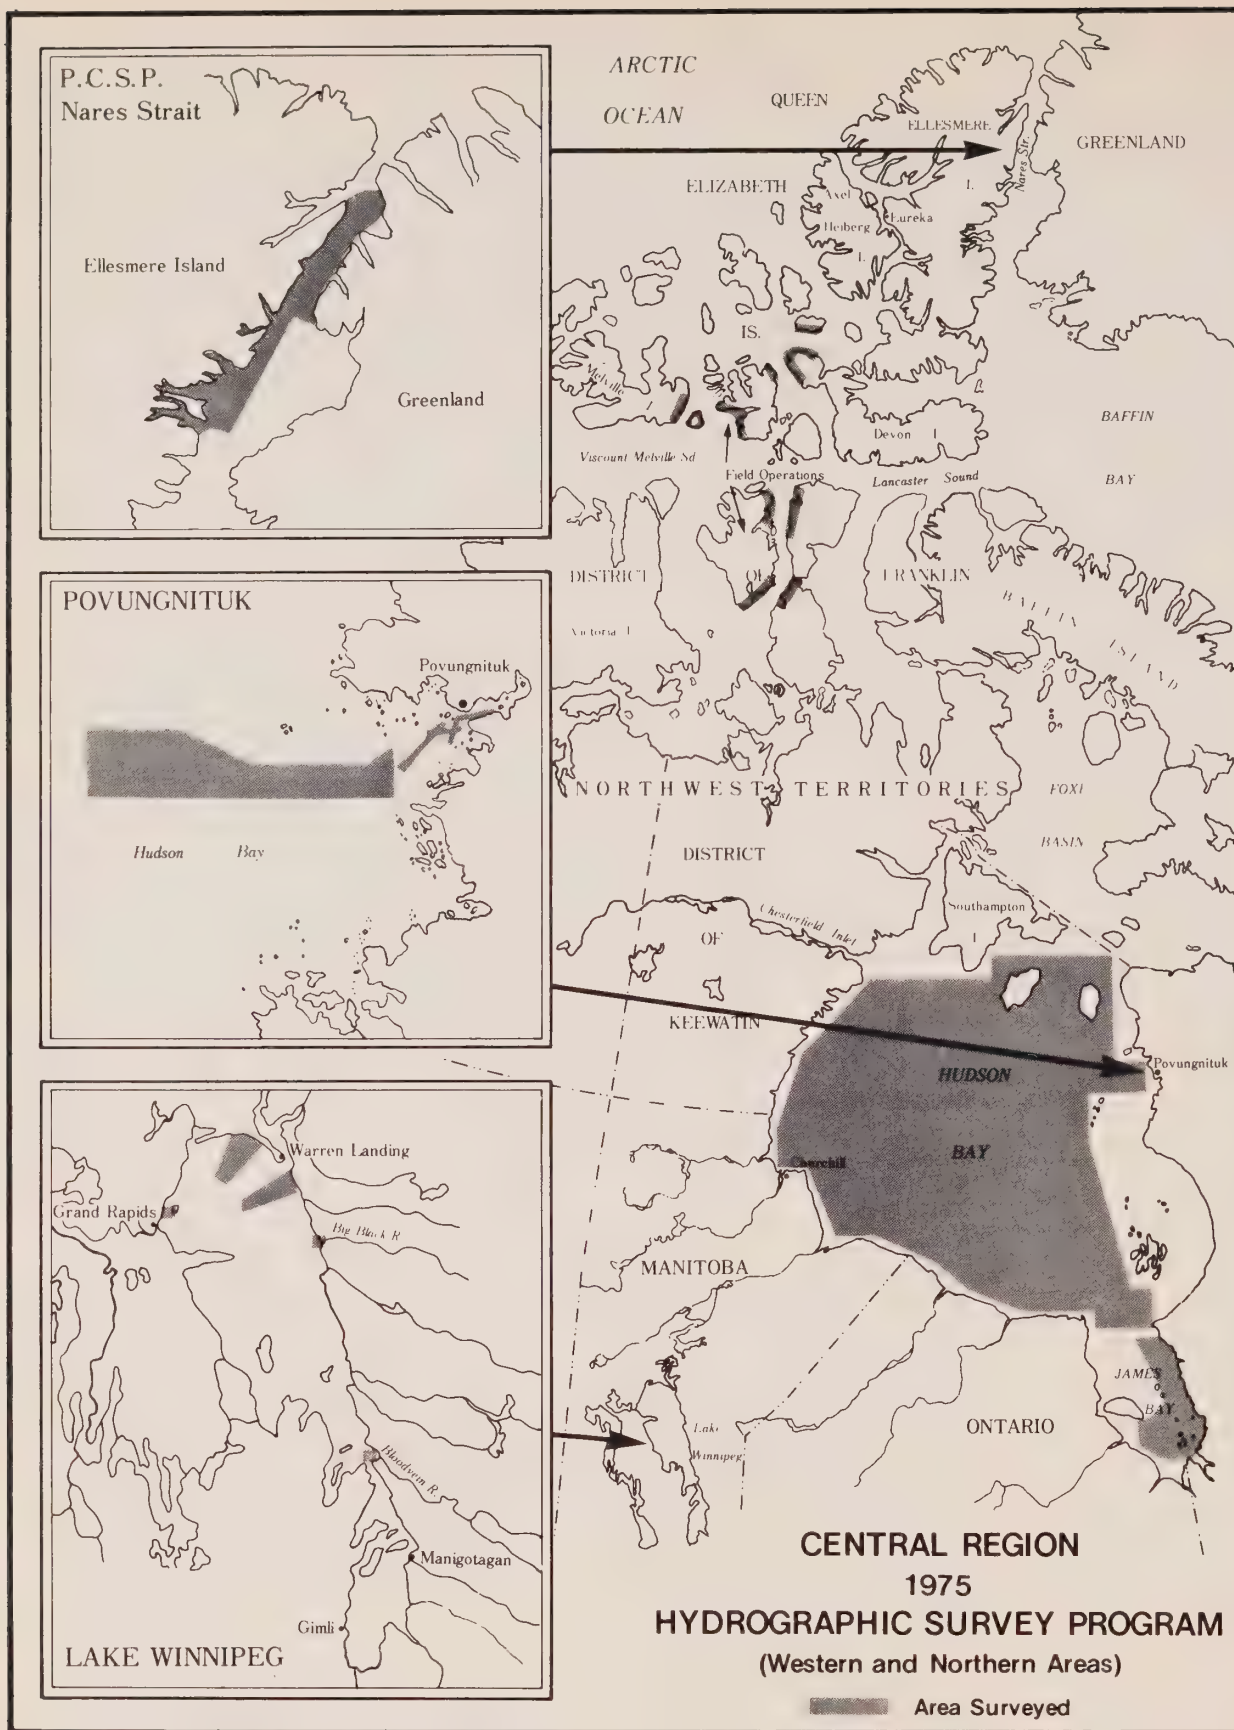 P.C.S.P.
Nares Strait
Ellesmere Island
Greenland
POVUNGNITUK
Povungnituk
Hudson Bay
Warren Landing
Grand Rapids
Big Black R
Bloodvein R.
Manigotagan
Gimli
LAKE WINNIPEG
ARCTIC
OCEAN
QUEEN
ELLESMERE
GREENLAND
Nares Str.
ELIZABETH
I.
Axel
Eureka
Heiberg
I.
IS.
Melville
I
BAFFIN
Devon I
Viscount Melville Sd
Field Operations
Lancaster Sound
BAY
DISTRICT
OF
FRANKLIN
BAFFIN ISLAND
Victoria I
NORTHWEST TERRITORIES
FOXE
BASIN
DISTRICT
Southampton
I
Chesterfield Inlet
OF
KEEWATIN
HUDSON
Povungnituk
BAY
Churchill
MANITOBA
JAMES
BAY
ONTARIO
Lake
Winnipeg
CENTRAL REGION
1975
HYDROGRAPHIC SURVEY PROGRAM
(Western and Northern Areas)
Area Surveyed